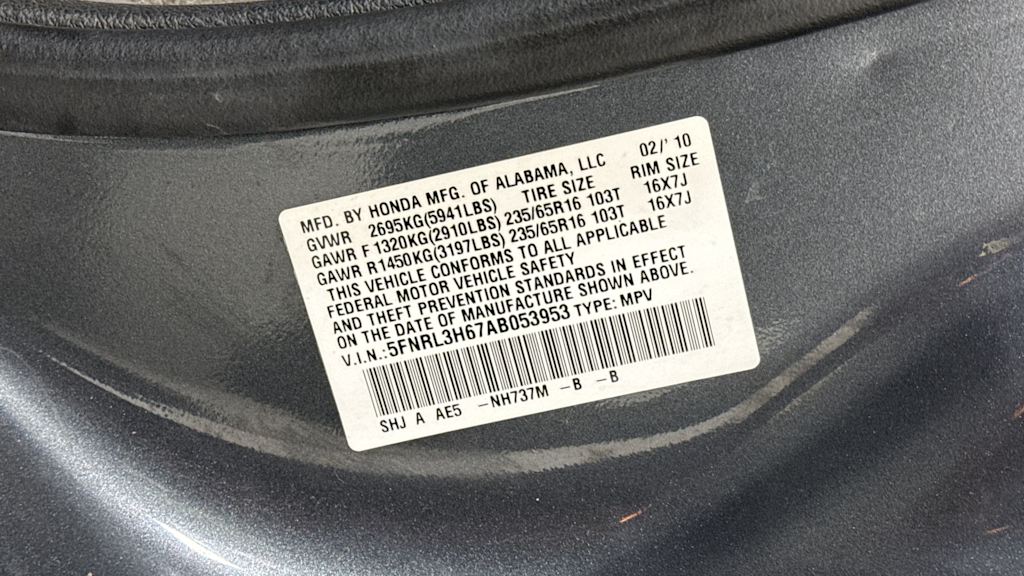 MFD. BY HONDA MFG. OF ALABAMA, LLC 02/' 10
GVWR 2695KG(5941LBS) TIRE SIZE RIM SIZE
GAWR F 1320KG(2910LBS) 235/65R16 103T 16X7J
GAWR R1450KG(3197LBS) 235/65R16 103T 16X7J
THIS VEHICLE CONFORMS TO ALL APPLICABLE
FEDERAL MOTOR VEHICLE SAFETY
AND THEFT PREVENTION STANDARDS IN EFFECT
ON THE DATE OF MANUFACTURE SHOWN ABOVE.
V.I.N.:5FNRL3H67AB053953 TYPE: MPV
SHJ A AE5 -NH737M -B -B